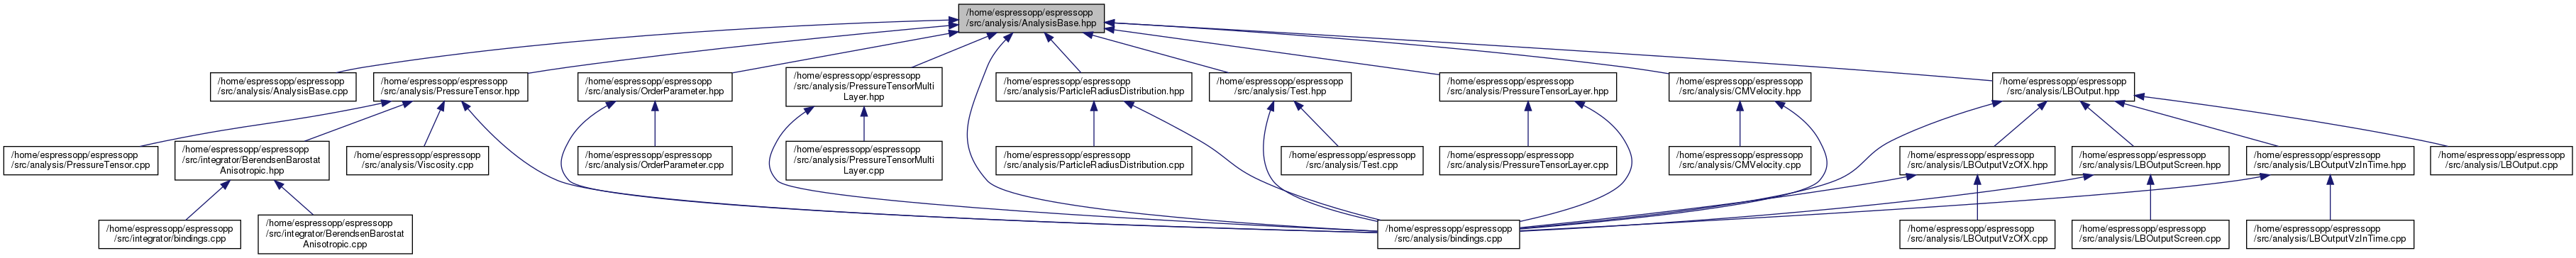 /home/espressopp/espressopp
/src/analysis/AnalysisBase.hpp
/home/espressopp/espressopp
/src/analysis/AnalysisBase.cpp
/home/espressopp/espressopp
/src/analysis/PressureTensor.hpp
/home/espressopp/espressopp
/src/analysis/OrderParameter.hpp
/home/espressopp/espressopp
/src/analysis/PressureTensorMulti
Layer.hpp
/home/espressopp/espressopp
/src/analysis/ParticleRadiusDistribution.hpp
/home/espressopp/espressopp
/src/analysis/Test.hpp
/home/espressopp/espressopp
/src/analysis/PressureTensorLayer.hpp
/home/espressopp/espressopp
/src/analysis/CMVelocity.hpp
/home/espressopp/espressopp
/src/analysis/LBOutput.hpp
/home/espressopp/espressopp
/src/analysis/PressureTensor.cpp
/home/espressopp/espressopp
/src/integrator/BerendsenBarostat
Anisotropic.hpp
/home/espressopp/espressopp
/src/analysis/Viscosity.cpp
/home/espressopp/espressopp
/src/analysis/OrderParameter.cpp
/home/espressopp/espressopp
/src/analysis/PressureTensorMulti
Layer.cpp
/home/espressopp/espressopp
/src/analysis/ParticleRadiusDistribution.cpp
/home/espressopp/espressopp
/src/analysis/Test.cpp
/home/espressopp/espressopp
/src/analysis/PressureTensorLayer.cpp
/home/espressopp/espressopp
/src/analysis/CMVelocity.cpp
/home/espressopp/espressopp
/src/analysis/LBOutputVzOfX.hpp
/home/espressopp/espressopp
/src/analysis/LBOutputScreen.hpp
/home/espressopp/espressopp
/src/analysis/LBOutputVzInTime.hpp
/home/espressopp/espressopp
/src/analysis/LBOutput.cpp
/home/espressopp/espressopp
/src/integrator/bindings.cpp
/home/espressopp/espressopp
/src/integrator/BerendsenBarostat
Anisotropic.cpp
/home/espressopp/espressopp
/src/analysis/bindings.cpp
/home/espressopp/espressopp
/src/analysis/LBOutputVzOfX.cpp
/home/espressopp/espressopp
/src/analysis/LBOutputScreen.cpp
/home/espressopp/espressopp
/src/analysis/LBOutputVzInTime.cpp